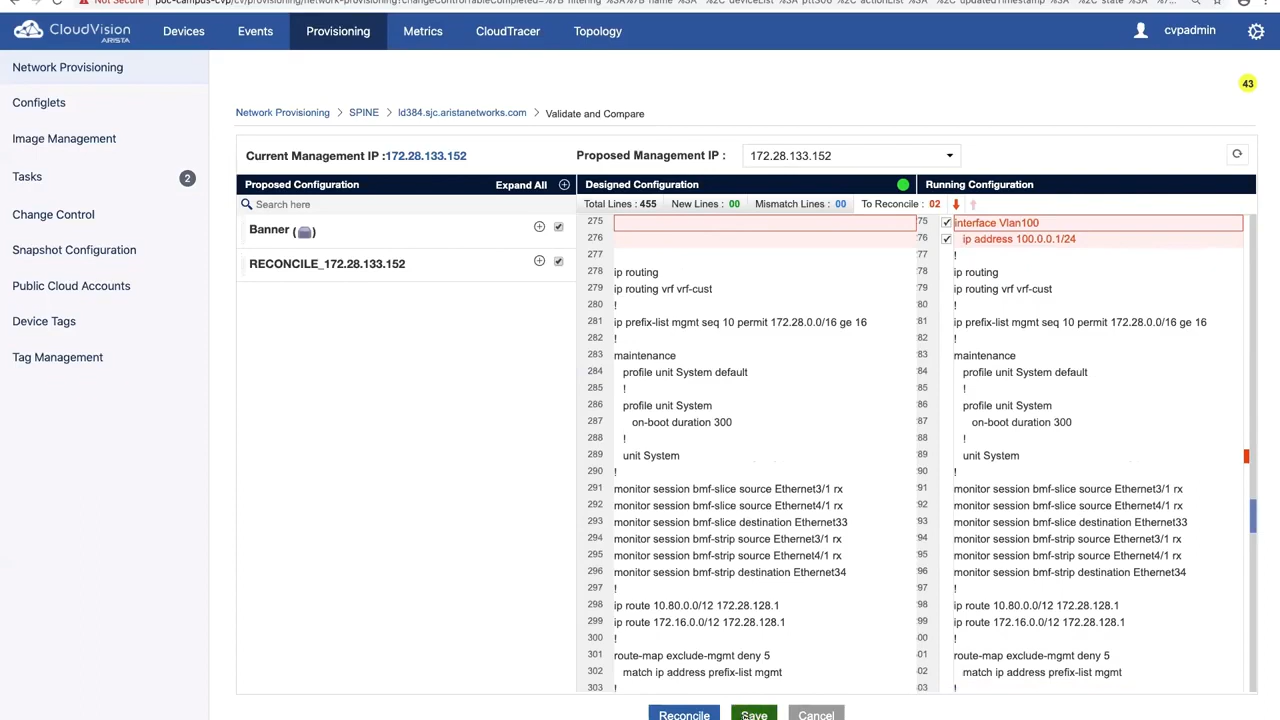 Not Secure poc-campus-cvp/cv/provisioning/network-provisioning?changeControlTableCompleted=%7B"filtering"%3A%7B"name"%3A
CloudVision
ARISTA
Devices
Events
Provisioning
Metrics
CloudTracer
Topology
cvpadmin
Network Provisioning
Configlets
Image Management
Tasks
2
Change Control
Snapshot Configuration
Public Cloud Accounts
Device Tags
Tag Management
43
Network Provisioning > SPINE > ld384.sjc.aristanetworks.com > Validate and Compare
Current Management IP :172.28.133.152
Proposed Management IP : 172.28.133.152
Proposed Configuration Expand All
Designed Configuration
Running Configuration
Search here
Total Lines : 455 New Lines : 00 Mismatch Lines : 00 To Reconcile : 02
Banner ( )
RECONCILE_172.28.133.152
275
276
277
278 ip routing
279 ip routing vrf vrf-cust
280 !
281 ip prefix-list mgmt seq 10 permit 172.28.0.0/16 ge 16
282 !
283 maintenance
284 profile unit System default
285 !
286 profile unit System
287 on-boot duration 300
288 !
289 unit System
290 !
291 monitor session bmf-slice source Ethernet3/1 rx
292 monitor session bmf-slice source Ethernet4/1 rx
293 monitor session bmf-slice destination Ethernet33
294 monitor session bmf-strip source Ethernet3/1 rx
295 monitor session bmf-strip source Ethernet4/1 rx
296 monitor session bmf-strip destination Ethernet34
297 !
298 ip route 10.80.0.0/12 172.28.128.1
299 ip route 172.16.0.0/12 172.28.128.1
300 !
301 route-map exclude-mgmt deny 5
302 match ip address prefix-list mgmt
303 !
75 interface Vlan100
76 ip address 100.0.0.1/24
77 !
78 ip routing
79 ip routing vrf vrf-cust
80 !
81 ip prefix-list mgmt seq 10 permit 172.28.0.0/16 ge 16
82 !
83 maintenance
84 profile unit System default
85 !
86 profile unit System
87 on-boot duration 300
88 !
89 unit System
90 !
91 monitor session bmf-slice source Ethernet3/1 rx
92 monitor session bmf-slice source Ethernet4/1 rx
93 monitor session bmf-slice destination Ethernet33
94 monitor session bmf-strip source Ethernet3/1 rx
95 monitor session bmf-strip source Ethernet4/1 rx
96 monitor session bmf-strip destination Ethernet34
97 !
98 ip route 10.80.0.0/12 172.28.128.1
99 ip route 172.16.0.0/12 172.28.128.1
00 !
01 route-map exclude-mgmt deny 5
02 match ip address prefix-list mgmt
03 !
Reconcile
Save
Cancel